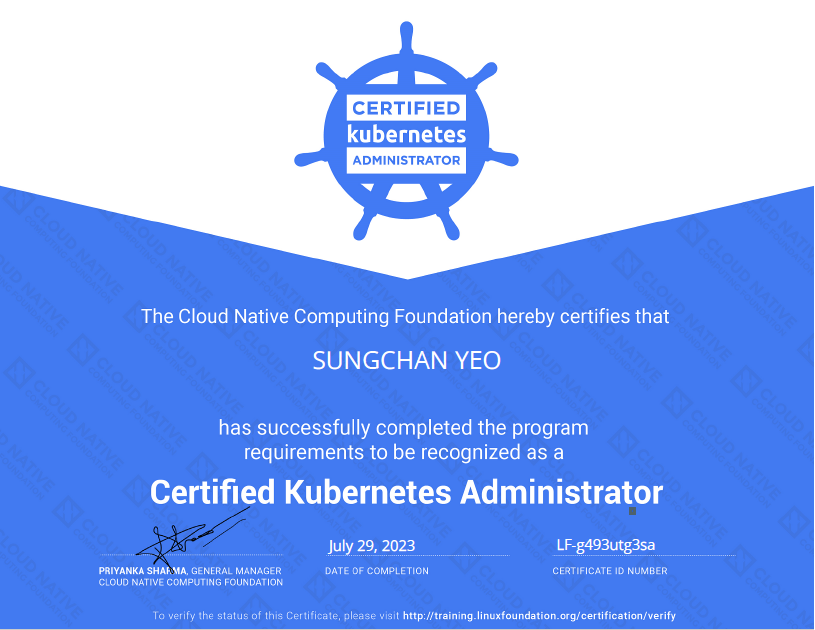 CERTIFIED
kubernetes
ADMINISTRATOR
The Cloud Native Computing Foundation hereby certifies that
SUNGCHAN YEO
has successfully completed the program
requirements to be recognized as a
Certified Kubernetes Administrator
July 29, 2023
LF-g493utg3sa
PRIYANKA SHARMA, GENERAL MANAGER
CLOUD NATIVE COMPUTING FOUNDATION
DATE OF COMPLETION
CERTIFICATE ID NUMBER
To verify the status of this Certificate, please visit http://training.linuxfoundation.org/certification/verify